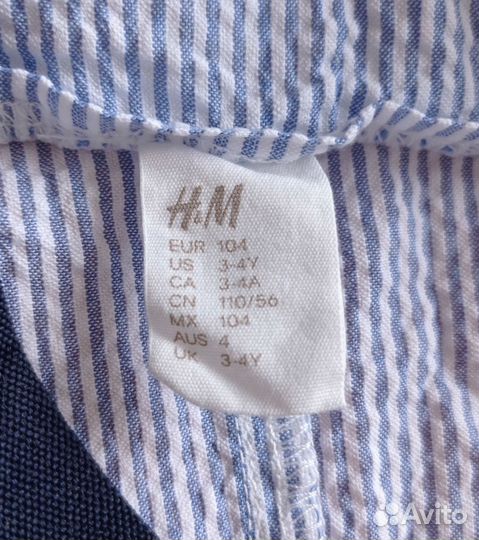 H&M
EUR 104
US 3-4Y
CA 3-4A
CN 110/56
MX 104
AUS 4
UK 3-4Y
Avito